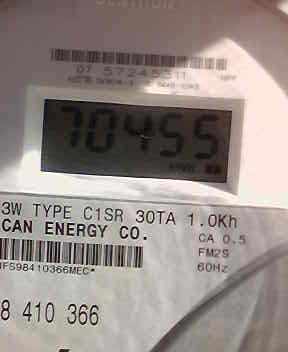 07 57245311
70455
3W TYPE C1SR 30TA 1.0Kh
CAN ENERGY CO.
CA 0.5
FM2S
60Hz
8 410 366